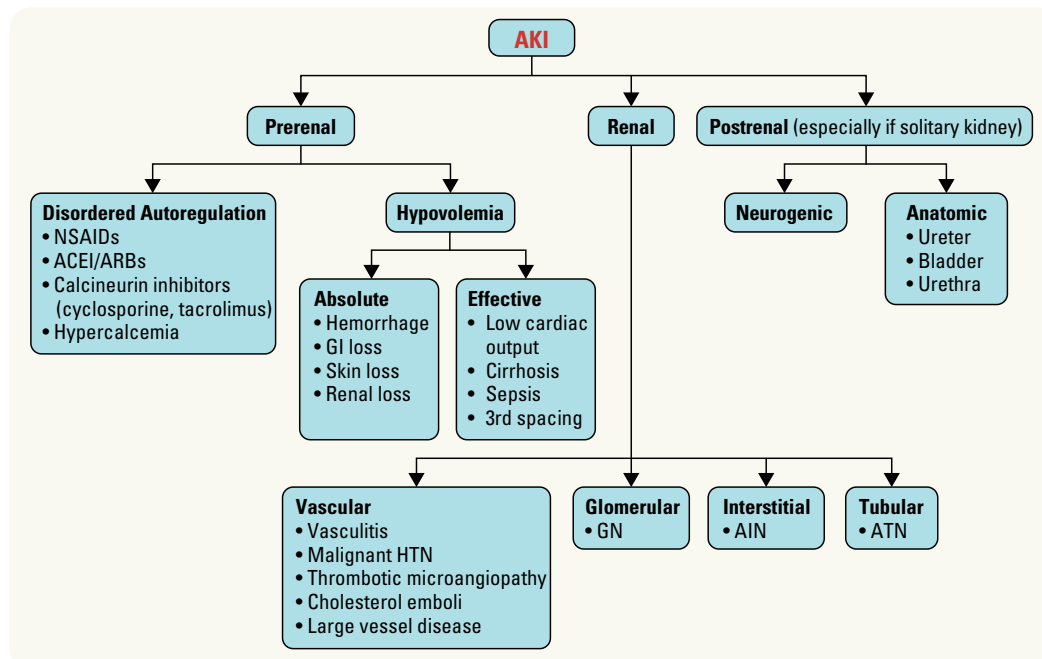 AKI
Prerenal
Renal
Postrenal (especially if solitary kidney)
Disordered Autoregulation
• NSAIDs
• ACEI/ARBs
• Calcineurin inhibitors
(cyclosporine, tacrolimus)
• Hypercalcemia
Hypovolemia
Neurogenic
Anatomic
• Ureter
• Bladder
• Urethra
Absolute
• Hemorrhage
• GI loss
• Skin loss
• Renal loss
Effective
• Low cardiac
output
• Cirrhosis
• Sepsis
• 3rd spacing
Vascular
• Vasculitis
• Malignant HTN
• Thrombotic microangiopathy
• Cholesterol emboli
• Large vessel disease
Glomerular
• GN
Interstitial
• AIN
Tubular
• ATN